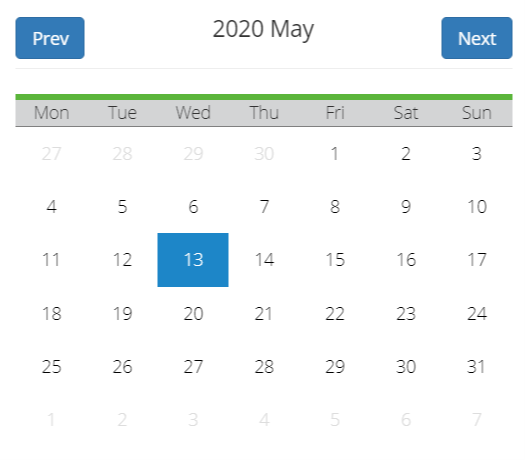 2020 May
Prev Next
Mon Tue Wed Thu Fri Sat Sun
27 28 29 30 1 2 3
4 5 6 7 8 9 10
11 12 13 14 15 16 17
18 19 20 21 22 23 24
25 26 27 28 29 30 31
1 2 3 4 5 6 7